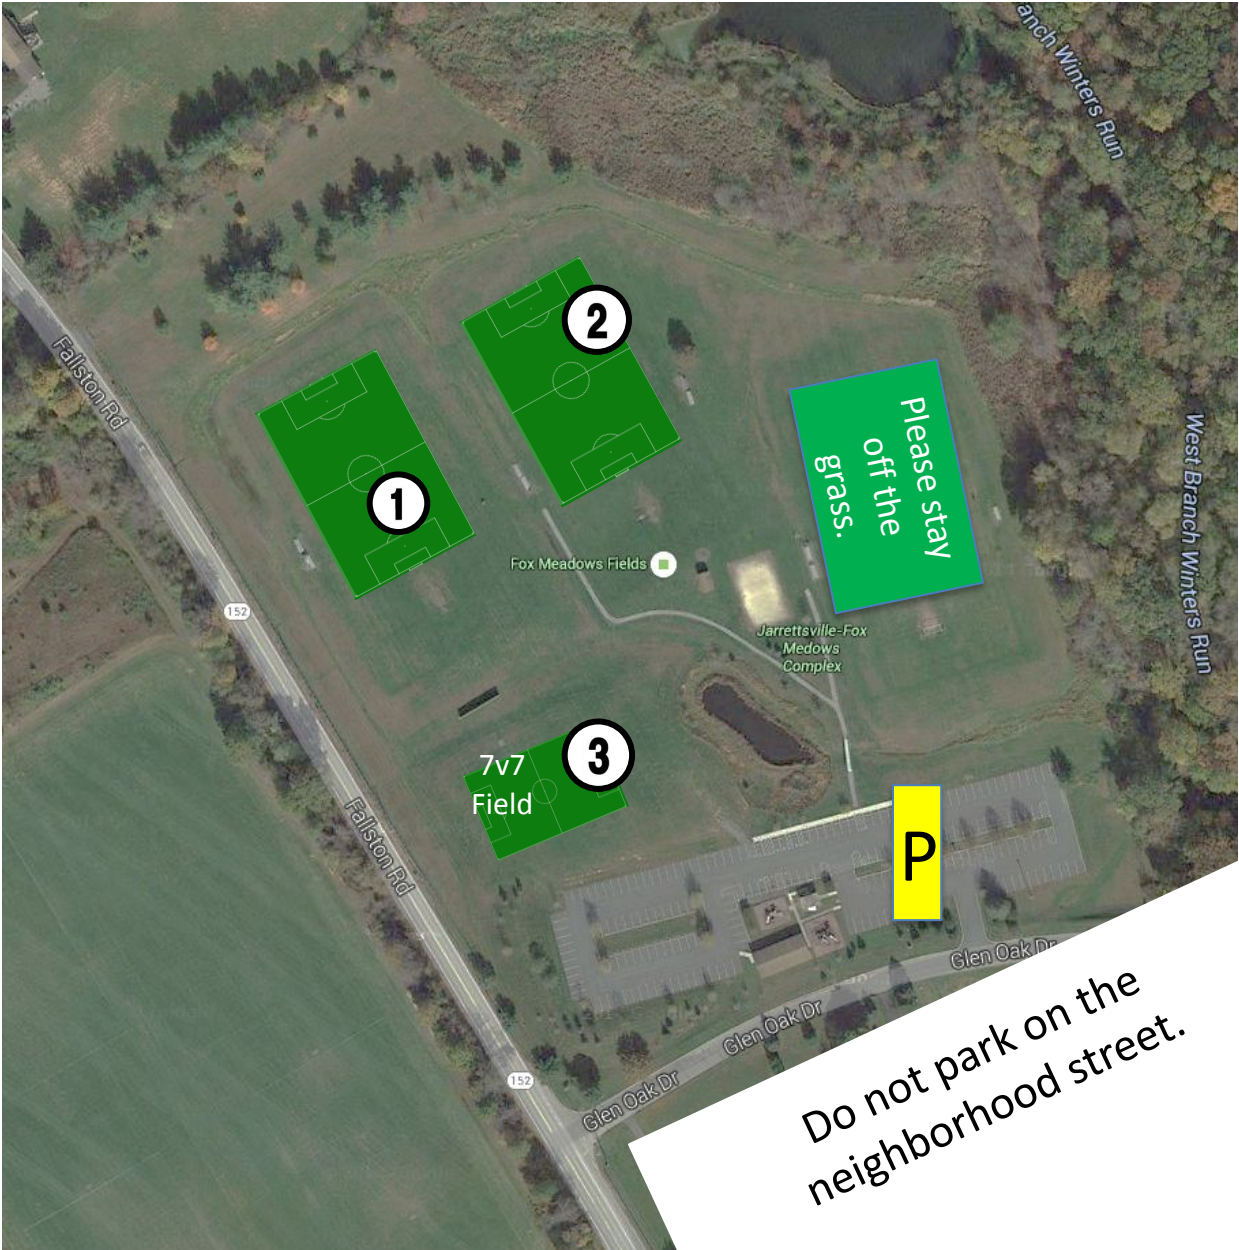 anch Winters Run
Fallston Rd
2
1
Please stay
off the
grass.
West Branch Winters Run
Fox Meadows Fields
152
Jarrettsville-Fox
Medows
Complex
3
7v7
Field
Fallston Rd
P
Glen Oak Dr
Glen Oak Dr
Glen Oak Dr
152
Do not park on the
neighborhood street.